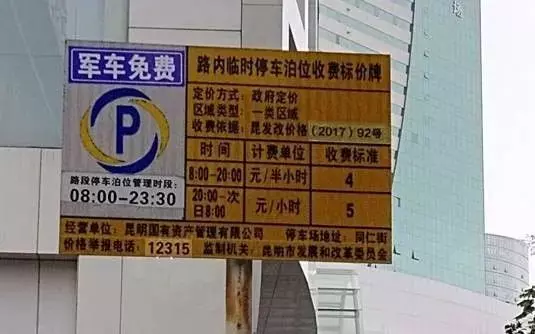 军车免费
P
路段停车泊位管理时段:
08:00-23:30
路内临时停车泊位收费标价牌
定价方式: 政府定价
区域类型: 一类区域
收费依据: 昆发改价格(2017)92号
时间 计费单位 收费标准
8:00-20:00 元/半小时 4
20:00-次日8:00 元/小时 5
经营单位: 昆明国有资产管理有限公司 停车场地址: 同仁街
价格举报电话: 12315 监制机关: 昆明市发展和改革委员会